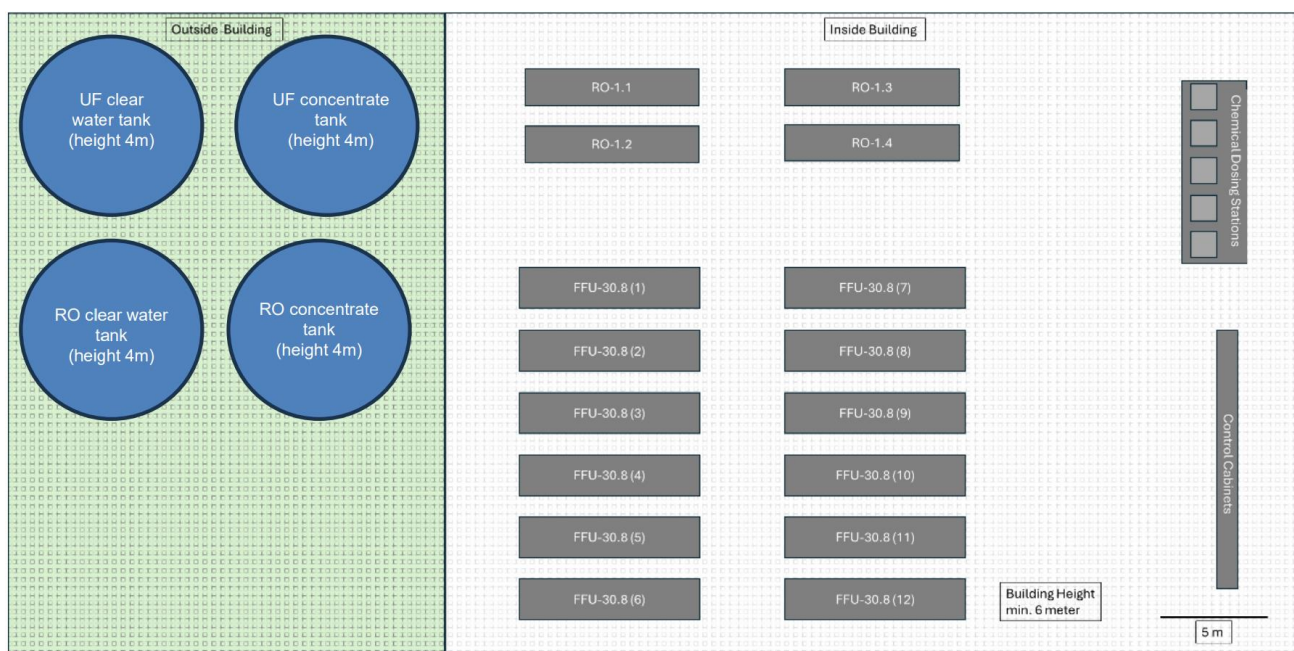 Outside Building
Inside Building
UF clear
water tank
(height 4m)
UF concentrate
tank
(height 4m)
RO clear water
tank
(height 4m)
RO concentrate
tank
(height 4m)
RO-1.1
RO-1.3
RO-1.2
RO-1.4
Chemical Dosing Stations
FFU-30.8 (1)
FFU-30.8 (7)
FFU-30.8 (2)
FFU-30.8 (8)
FFU-30.8 (3)
FFU-30.8 (9)
FFU-30.8 (4)
FFU-30.8 (10)
FFU-30.8 (5)
FFU-30.8 (11)
FFU-30.8 (6)
FFU-30.8 (12)
Control Cabinets
Building Height
min. 6 meter
5 m